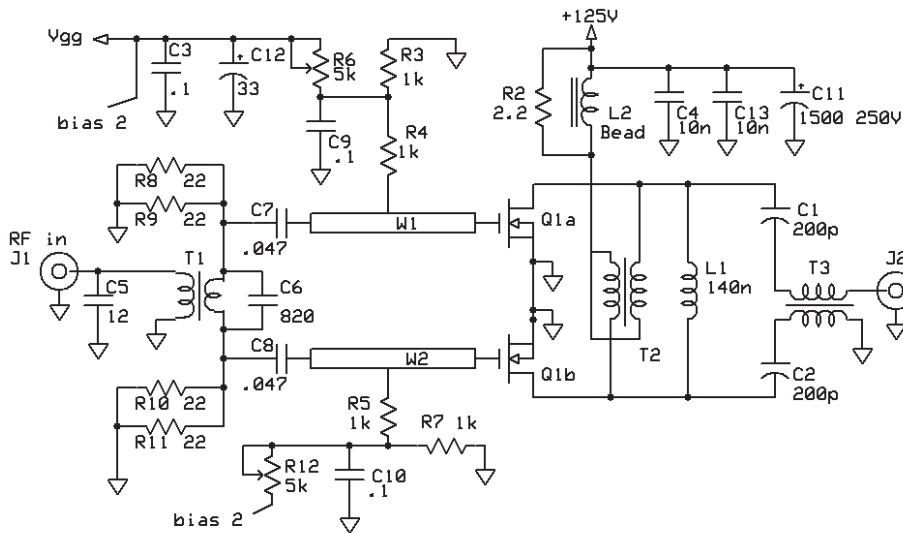 +125V
Vgg
C3
.1
C12
33
R6
5k
R3
1k
bias 2
C9
.1
R4
1k
R2
2.2
L2
Bead
C4
10n
C13
10n
C11
1500 250V
R8 22
R9 22
C7
.047
W1
Q1a
C1
200p
RF in
J1
C5
12
T1
C6
820
L1
140n
T3
J2
T2
C8
.047
W2
Q1b
C2
200p
R10 22
R11 22
R5
1k
R7 1k
R12
5k
C10
.1
bias 2